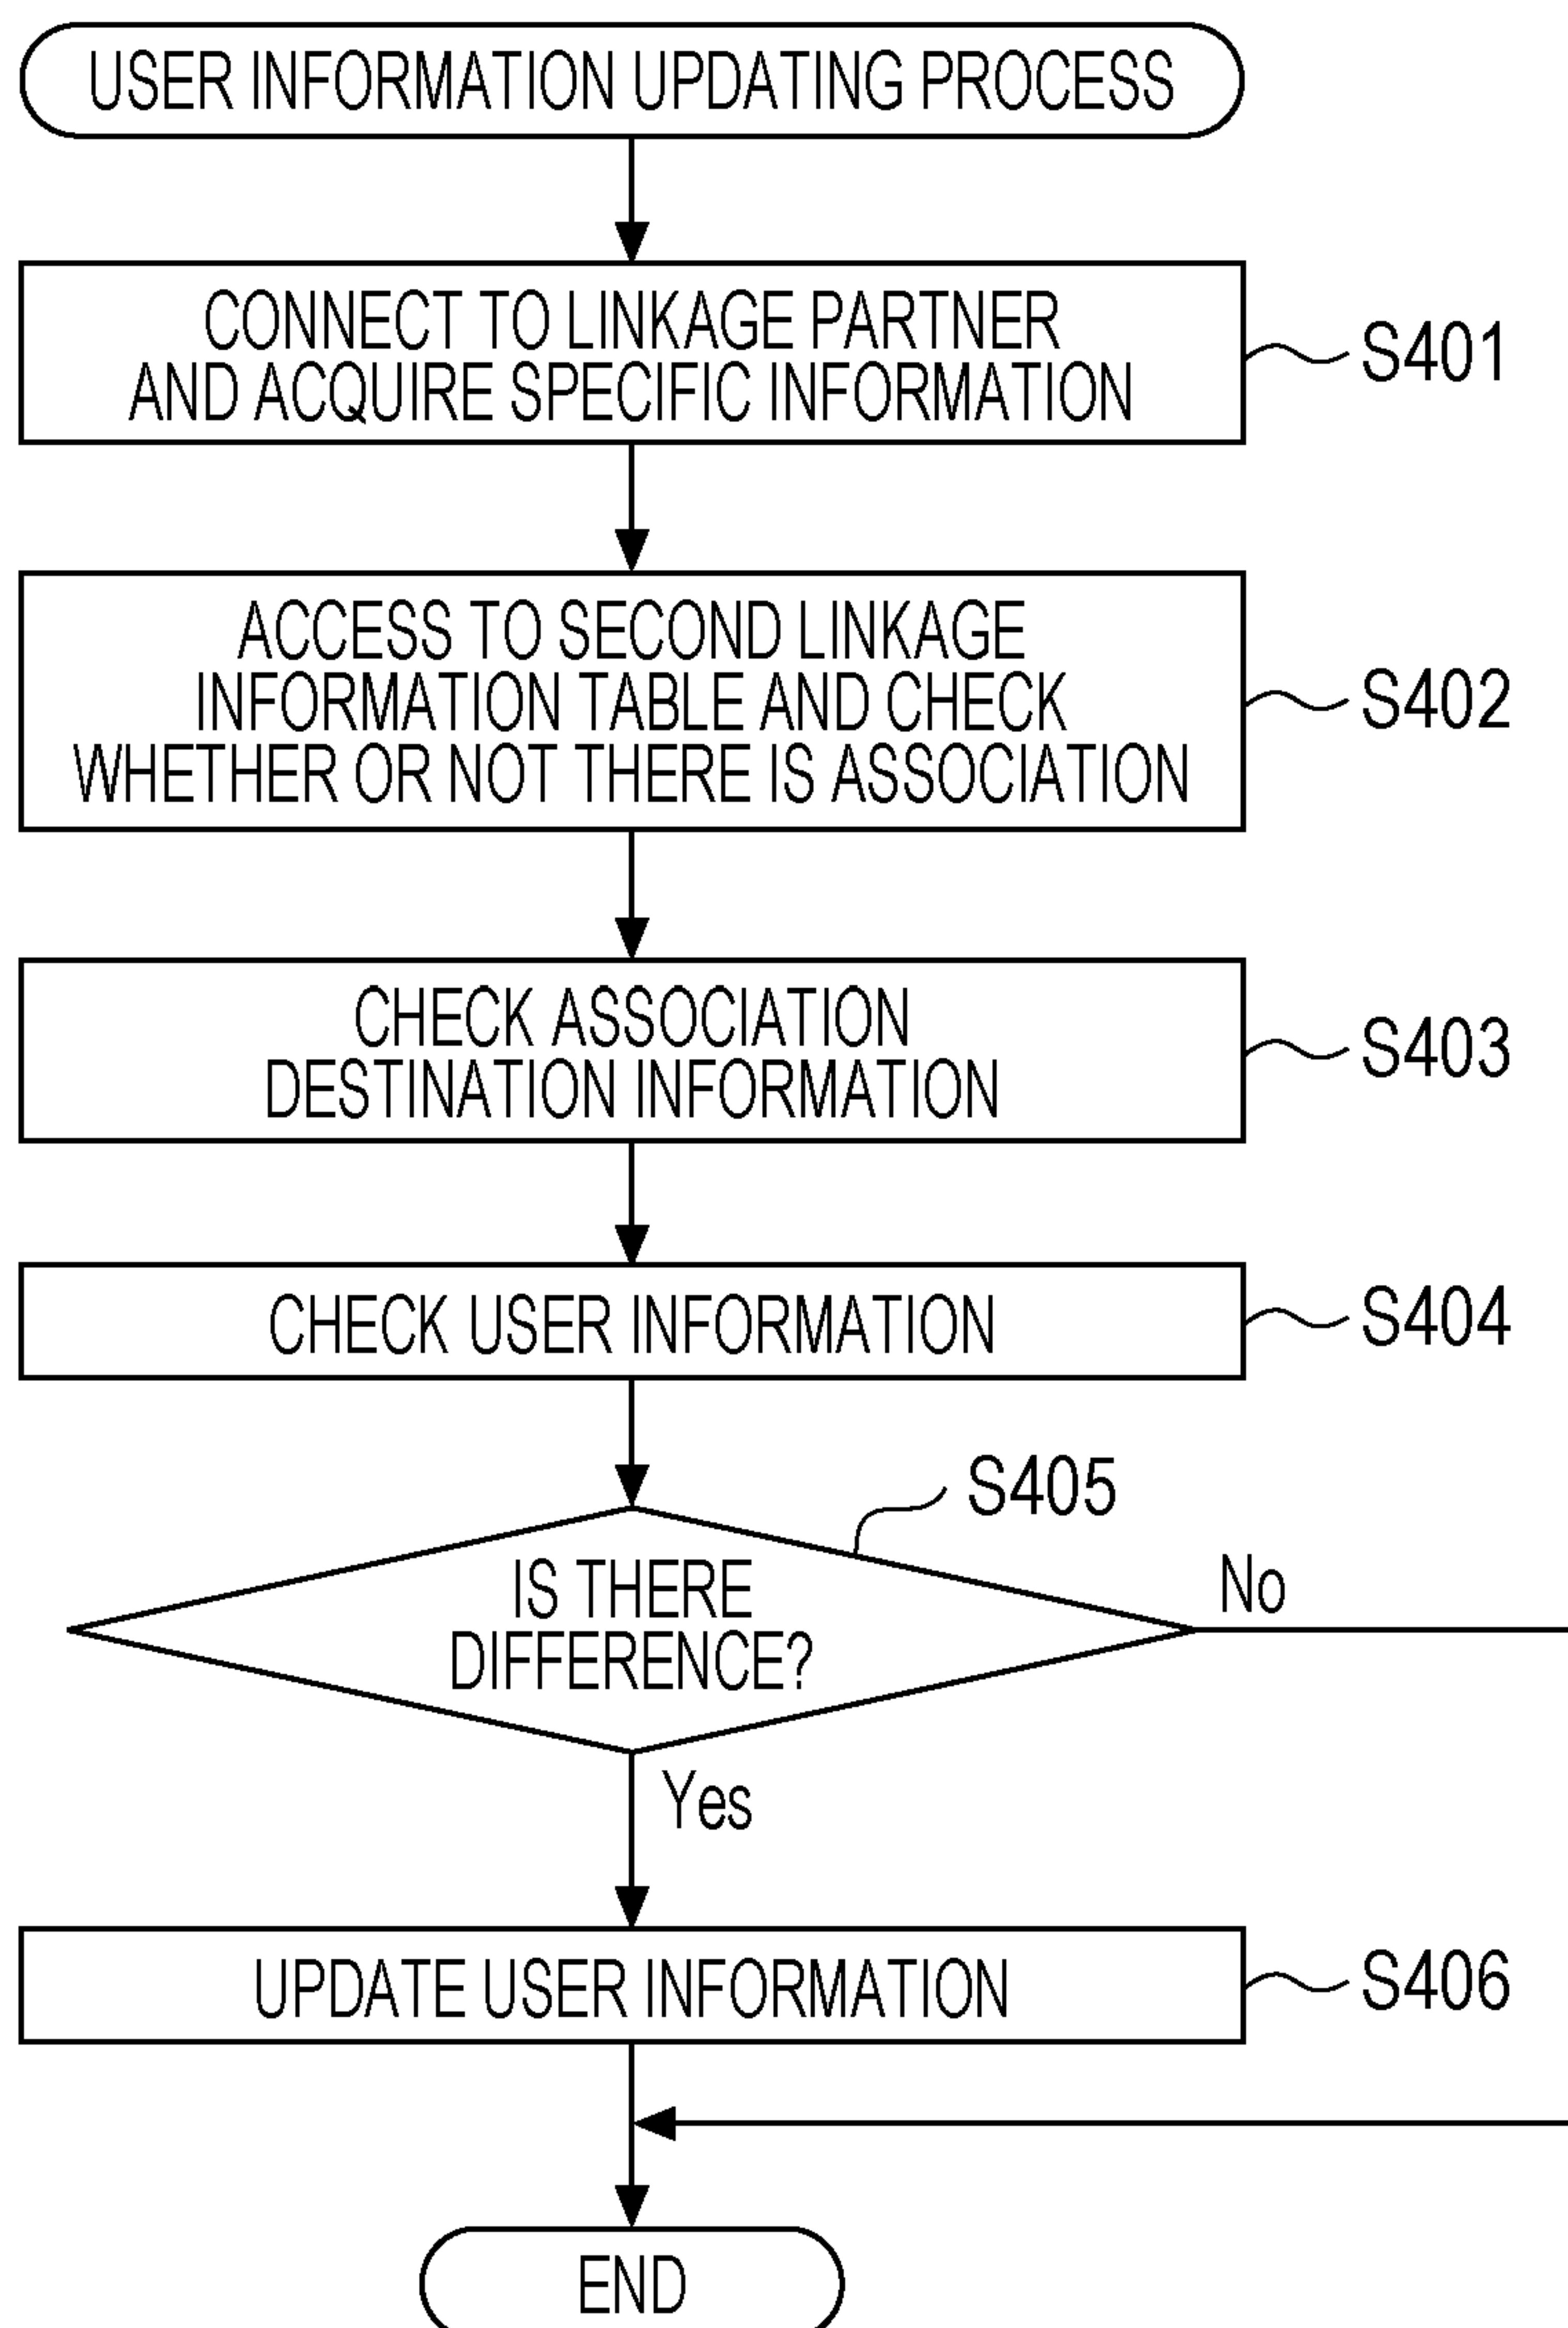 USER INFORMATION UPDATING PROCESS
CONNECT TO LINKAGE PARTNER
AND ACQUIRE SPECIFIC INFORMATION
S401
ACCESS TO SECOND LINKAGE
INFORMATION TABLE AND CHECK
WHETHER OR NOT THERE IS ASSOCIATION
S402
CHECK ASSOCIATION
DESTINATION INFORMATION
S403
CHECK USER INFORMATION
S404
S405
IS THERE
DIFFERENCE?
No
Yes
UPDATE USER INFORMATION
S406
END